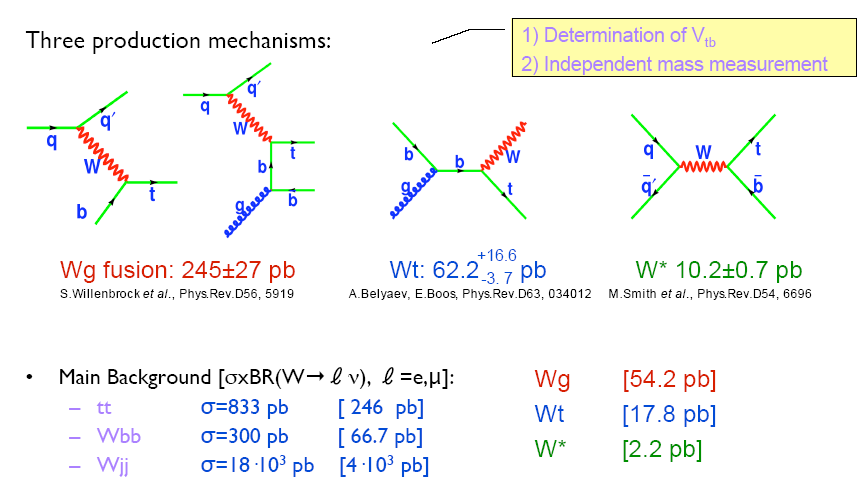 Three production mechanisms:
1) Determination of Vtb
2) Independent mass measurement
q
q′
W
b
t
q
q′
W
t
b
g
b
b
g
b
W
t
q
q̄′
W
t
b̄
Wg fusion: 245±27 pb
S.Willenbrock et al., Phys.Rev.D56, 5919
Wt: 62.2 +16.6 -3. 7 pb
A.Belyaev, E.Boos, Phys.Rev.D63, 034012
W* 10.2±0.7 pb
M.Smith et al., Phys.Rev.D54, 6696
• Main Background [σxBR(W→ ℓ ν), ℓ =e,μ]:
– tt σ=833 pb [ 246 pb]
– Wbb σ=300 pb [ 66.7 pb]
– Wjj σ=18·10³ pb [4·10³ pb]
Wg [54.2 pb]
Wt [17.8 pb]
W* [2.2 pb]